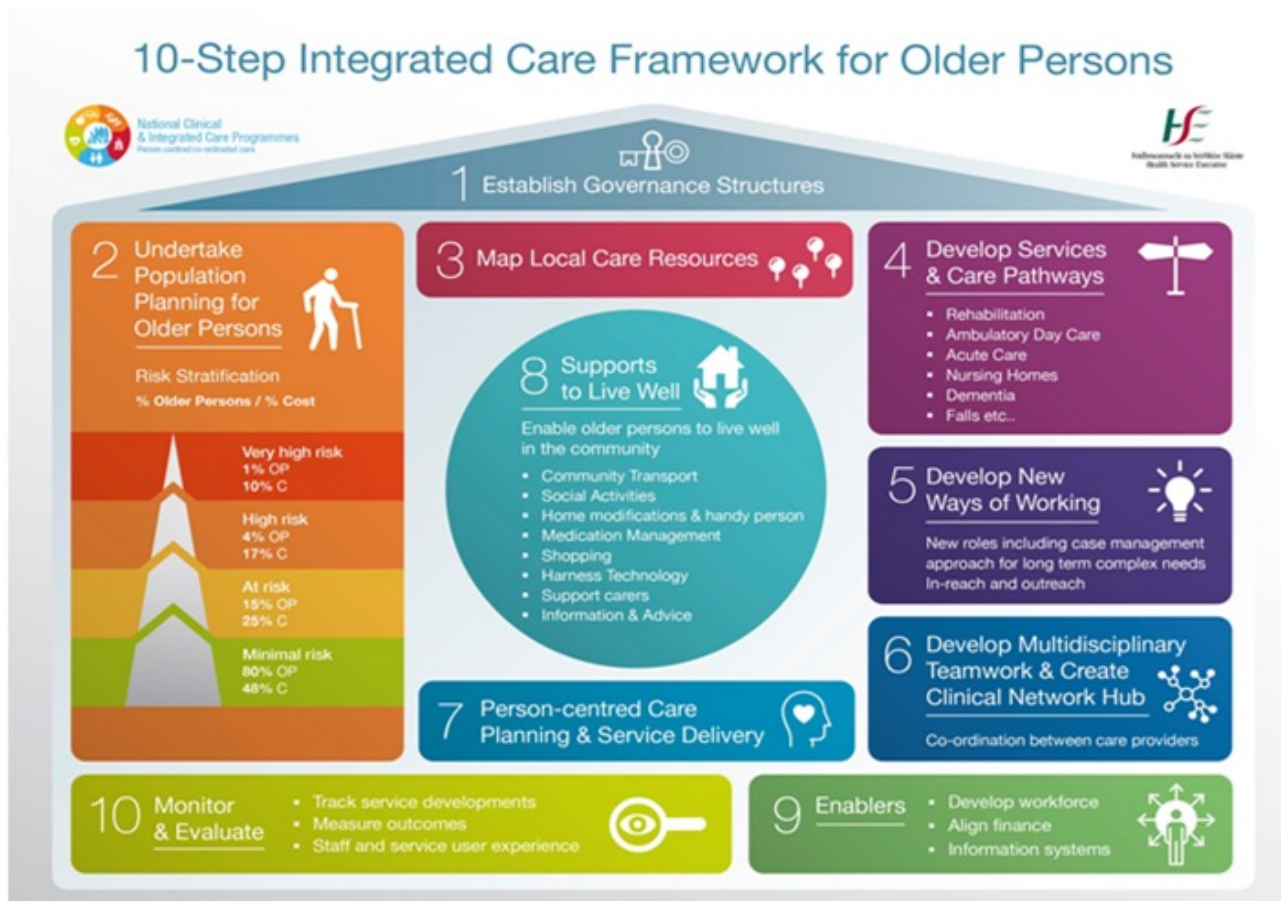 10-Step Integrated Care Framework for Older Persons
National Clinical
& Integrated Care Programmes
Person-centred co-ordinated care
HSE
Feidhmeannacht na Seirbhíse Sláinte
Health Service Executive
1 Establish Governance Structures
2 Undertake
Population
Planning for
Older Persons
Risk Stratification
% Older Persons / % Cost
Very high risk
1% OP
10% C
High risk
4% OP
17% C
At risk
15% OP
25% C
Minimal risk
80% OP
48% C
3 Map Local Care Resources
4 Develop Services
& Care Pathways
▪ Rehabilitation
▪ Ambulatory Day Care
▪ Acute Care
▪ Nursing Homes
▪ Dementia
▪ Falls etc..
5 Develop New
Ways of Working
New roles including case management
approach for long term complex needs
In-reach and outreach
6 Develop Multidisciplinary
Teamwork & Create
Clinical Network Hub
Co-ordination between care providers
7 Person-centred Care
Planning & Service Delivery
8 Supports
to Live Well
Enable older persons to live well
in the community
▪ Community Transport
▪ Social Activities
▪ Home modifications & handy person
▪ Medication Management
▪ Shopping
▪ Harness Technology
▪ Support carers
▪ Information & Advice
9 Enablers
▪ Develop workforce
▪ Align finance
▪ Information systems
10 Monitor
& Evaluate
▪ Track service developments
▪ Measure outcomes
▪ Staff and service user experience